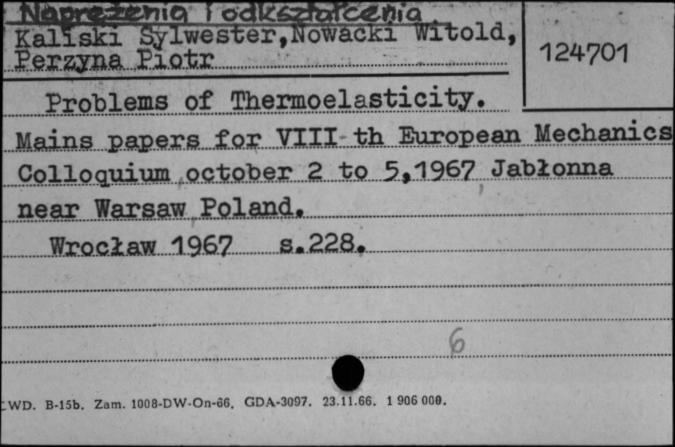 Naprężenia i odkształcenia
Kaliski Sylwester,Nowacki Witold,
Perzyna Piotr
124701
Problems of Thermoelasticity.
Mains papers for VIII-th European Mechanics
Colloquium,october 2 to 5,1967 Jabłonna
near Warsaw,Poland.
Wrocław 1967 s.228.
6
WD. B-15b. Zam. 1008-DW-On-66. GDA-3097. 23.11.66. 1 906 000.